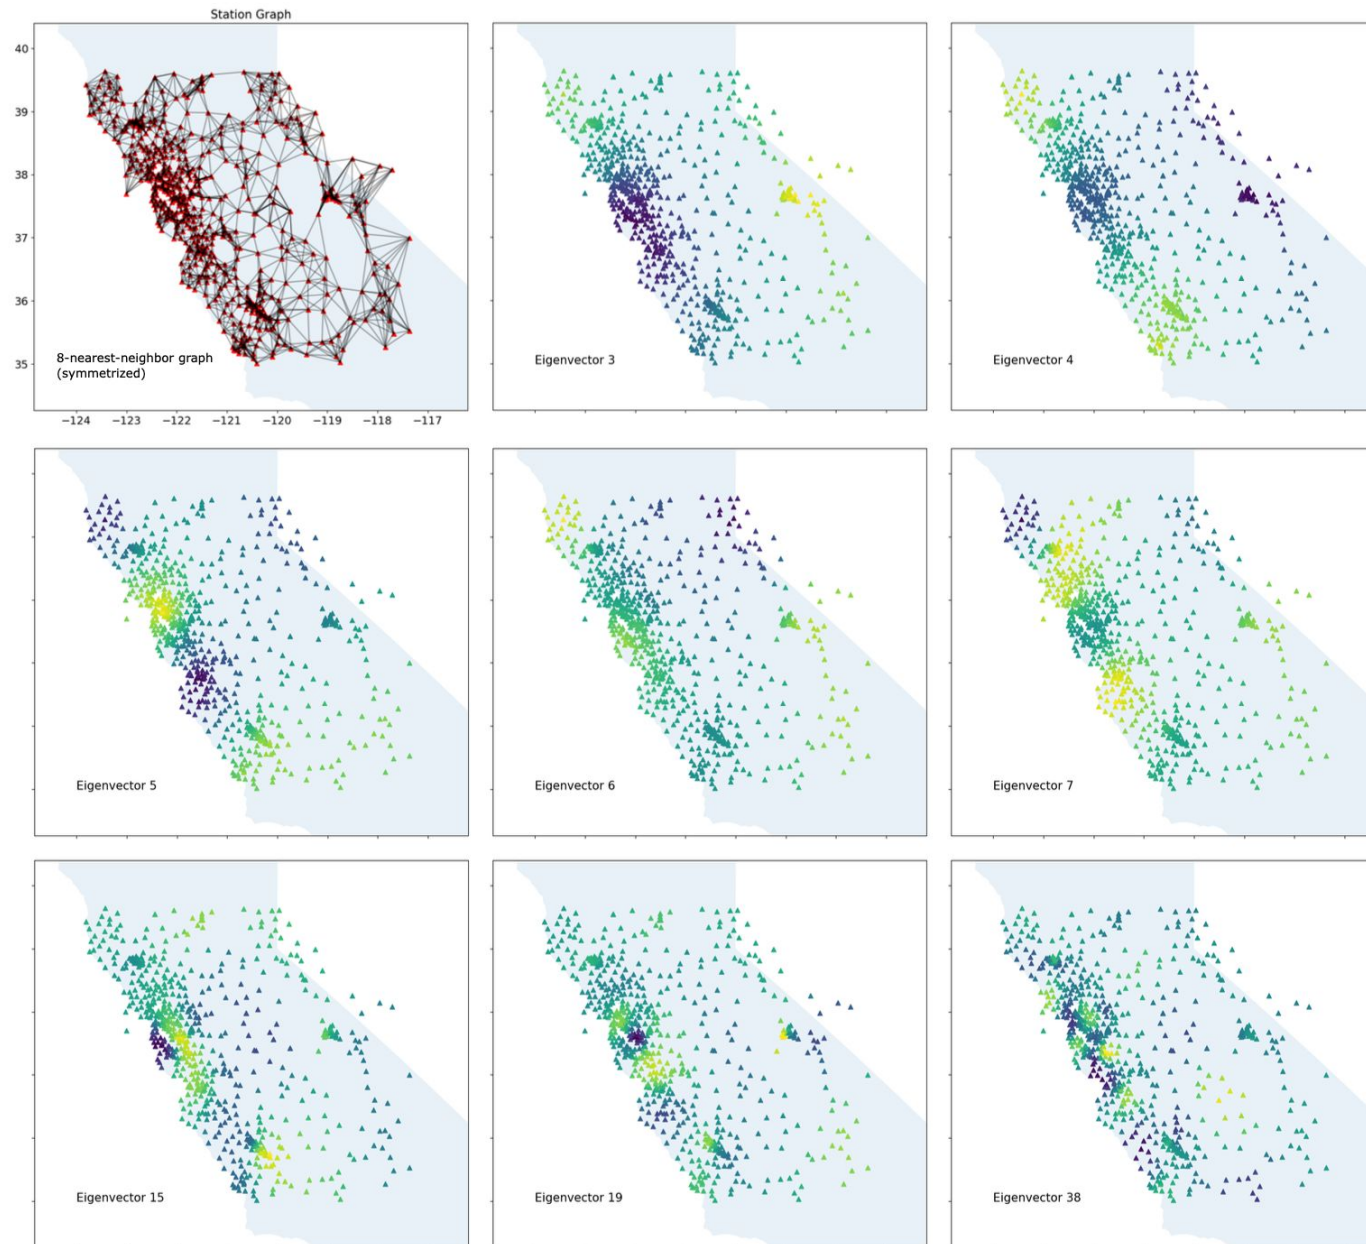 Station Graph
40
39
38
37
36
35
8-nearest-neighbor graph
(symmetrized)
−124 −123 −122 −121 −120 −119 −118 −117
Eigenvector 3
Eigenvector 4
Eigenvector 5
Eigenvector 6
Eigenvector 7
Eigenvector 15
Eigenvector 19
Eigenvector 38